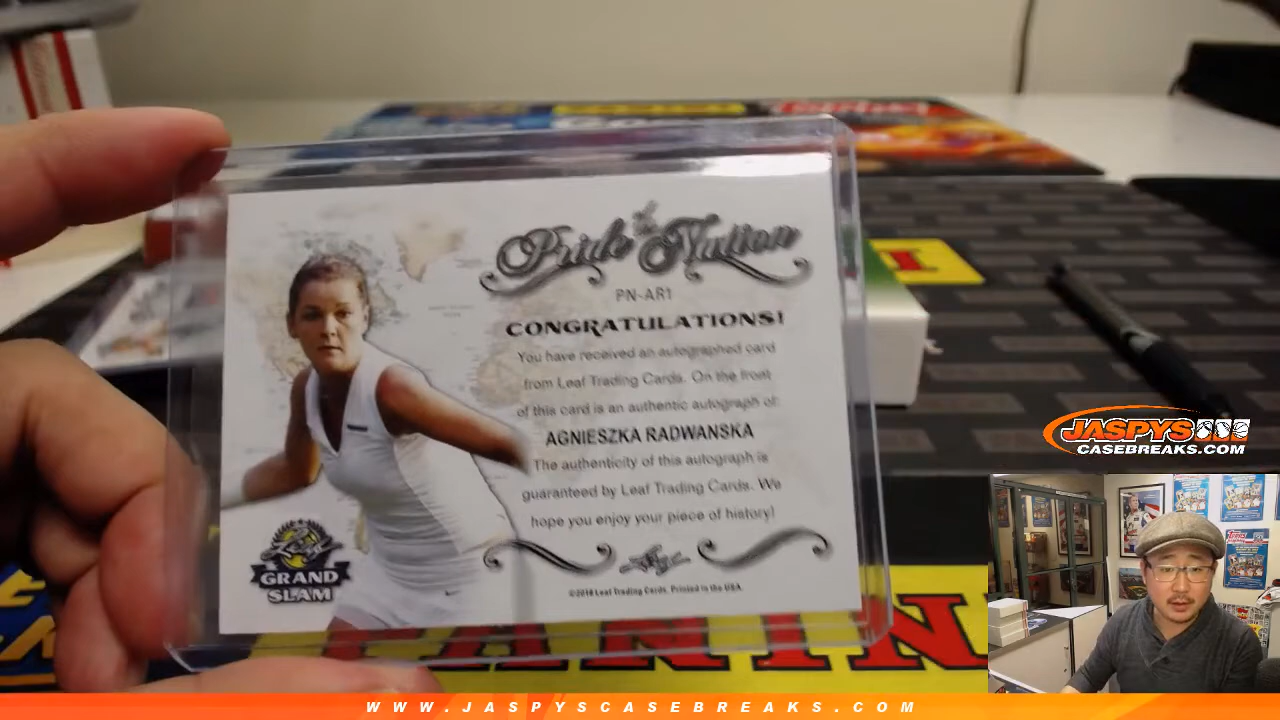 Pride of the Nation
PN-AR1
CONGRATULATIONS!
You have received an autographed card
from Leaf Trading Cards. On the front
of this card is an authentic autograph of:
AGNIESZKA RADWANSKA
The authenticity of this autograph is
guaranteed by Leaf Trading Cards. We
hope you enjoy your piece of history!
Leaf
GRAND
SLAM
©2018 Leaf Trading Cards. Printed in the USA.
PANIN
JASPYS
CASEBREAKS.COM
WWW.JASPYSCASEBREAKS.COM